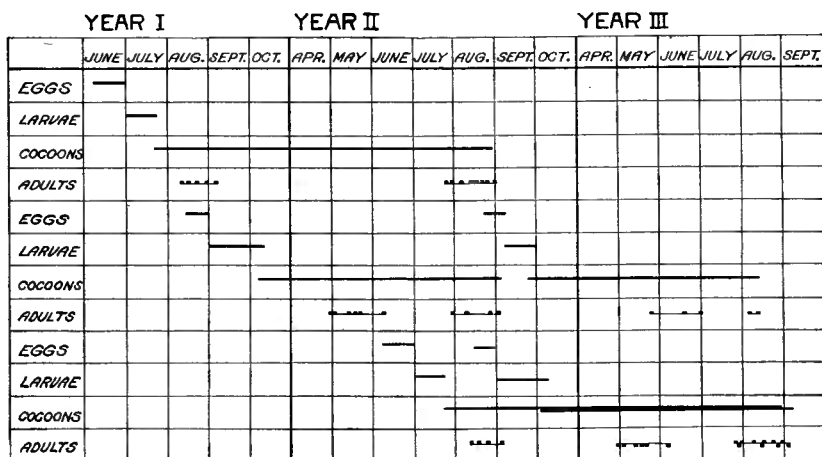 YEAR I YEAR II YEAR III
JUNE JULY AUG. SEPT. OCT. APR. MAY JUNE JULY AUG. SEPT. OCT. APR. MAY JUNE JULY AUG. SEPT.
EGGS
LARVAE
COCOONS
ADULTS
EGGS
LARVAE
COCOONS
ADULTS
EGGS
LARVAE
COCOONS
ADULTS